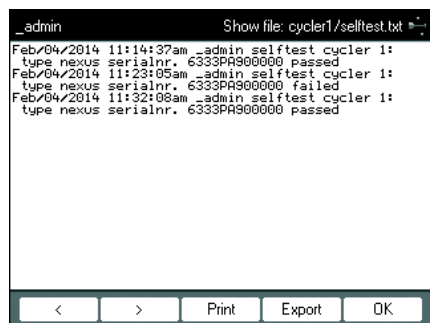 _admin Show file: cycler1/selftest.txt
Feb/04/2014 11:14:37am _admin selftest cycler 1:
type nexus serialnr. 6333PA900000 passed
Feb/04/2014 11:23:05am _admin selftest cycler 1:
type nexus serialnr. 6333PA900000 failed
Feb/04/2014 11:32:08am _admin selftest cycler 1:
type nexus serialnr. 6333PA900000 passed
< > Print Export OK